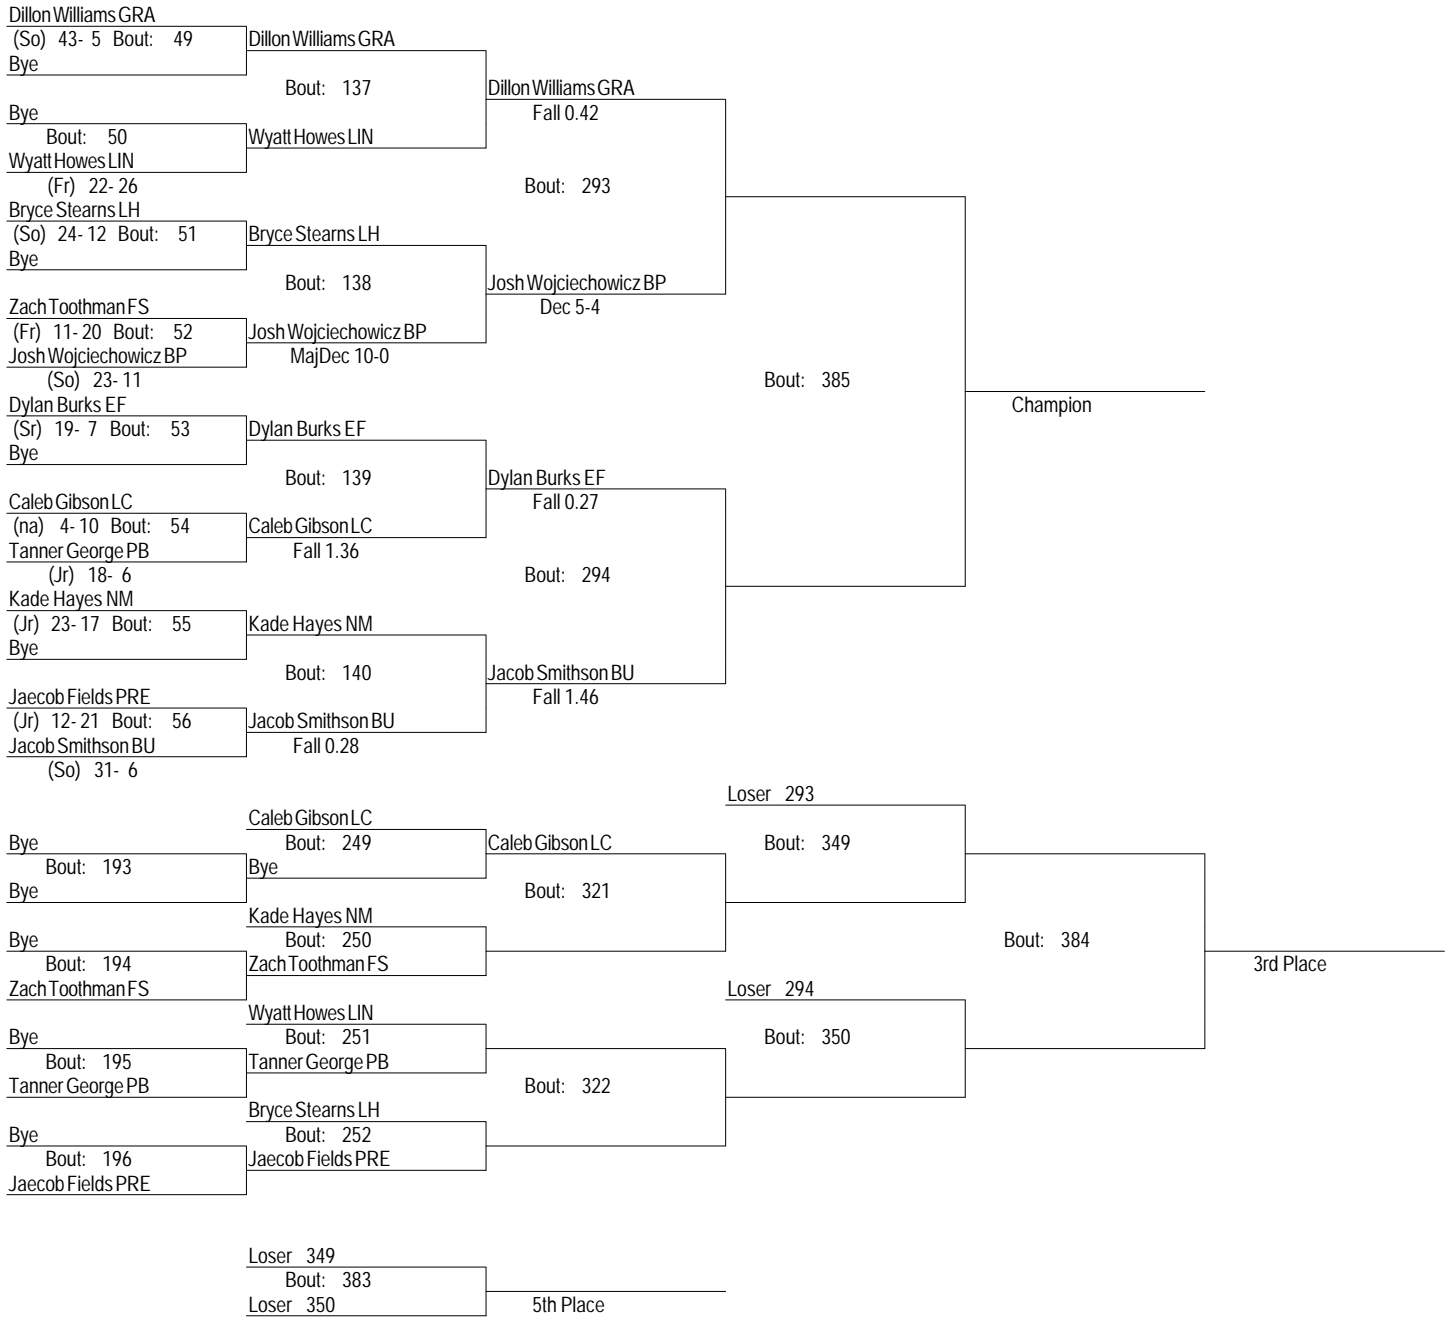 Dillon Williams GRA
(So) 43- 5 Bout: 49
Dillon Williams GRA
Bye
Bout: 137
Dillon Williams GRA
Bye
Fall 0.42
Bout: 50
Wyatt Howes LIN
Wyatt Howes LIN
(Fr) 22- 26
Bout: 293
Bryce Stearns LH
(So) 24- 12 Bout: 51
Bryce Stearns LH
Bye
Bout: 138
Josh Wojciechowicz BP
Zach Toothman FS
Dec 5-4
(Fr) 11- 20 Bout: 52
Josh Wojciechowicz BP
Josh Wojciechowicz BP
MajDec 10-0
(So) 23- 11
Bout: 385
Dylan Burks EF
Champion
(Sr) 19- 7 Bout: 53
Dylan Burks EF
Bye
Bout: 139
Dylan Burks EF
Caleb Gibson LC
Fall 0.27
(na) 4- 10 Bout: 54
Caleb Gibson LC
Tanner George PB
Fall 1.36
(Jr) 18- 6
Bout: 294
Kade Hayes NM
(Jr) 23- 17 Bout: 55
Kade Hayes NM
Bye
Bout: 140
Jacob Smithson BU
Jaecob Fields PRE
Fall 1.46
(Jr) 12- 21 Bout: 56
Jacob Smithson BU
Jacob Smithson BU
Fall 0.28
(So) 31- 6
Loser 293
Caleb Gibson LC
Bye
Bout: 249
Caleb Gibson LC
Bout: 349
Bout: 193
Bye
Bye
Bout: 321
Kade Hayes NM
Bye
Bout: 250
Bout: 384
Bout: 194
Zach Toothman FS
3rd Place
Zach Toothman FS
Loser 294
Wyatt Howes LIN
Bye
Bout: 251
Bout: 350
Bout: 195
Tanner George PB
Tanner George PB
Bout: 322
Bryce Stearns LH
Bye
Bout: 252
Bout: 196
Jaecob Fields PRE
Jaecob Fields PRE
Loser 349
Bout: 383
Loser 350
5th Place